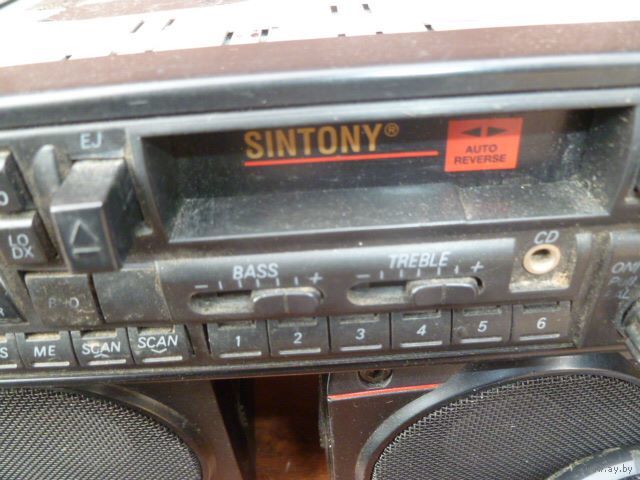 EJ
SINTONY®
AUTO
REVERSE
LO
DX
BASS
- +
TREBLE
- +
CD
ME
SCAN
SCAN
1 2 3 4 5 6